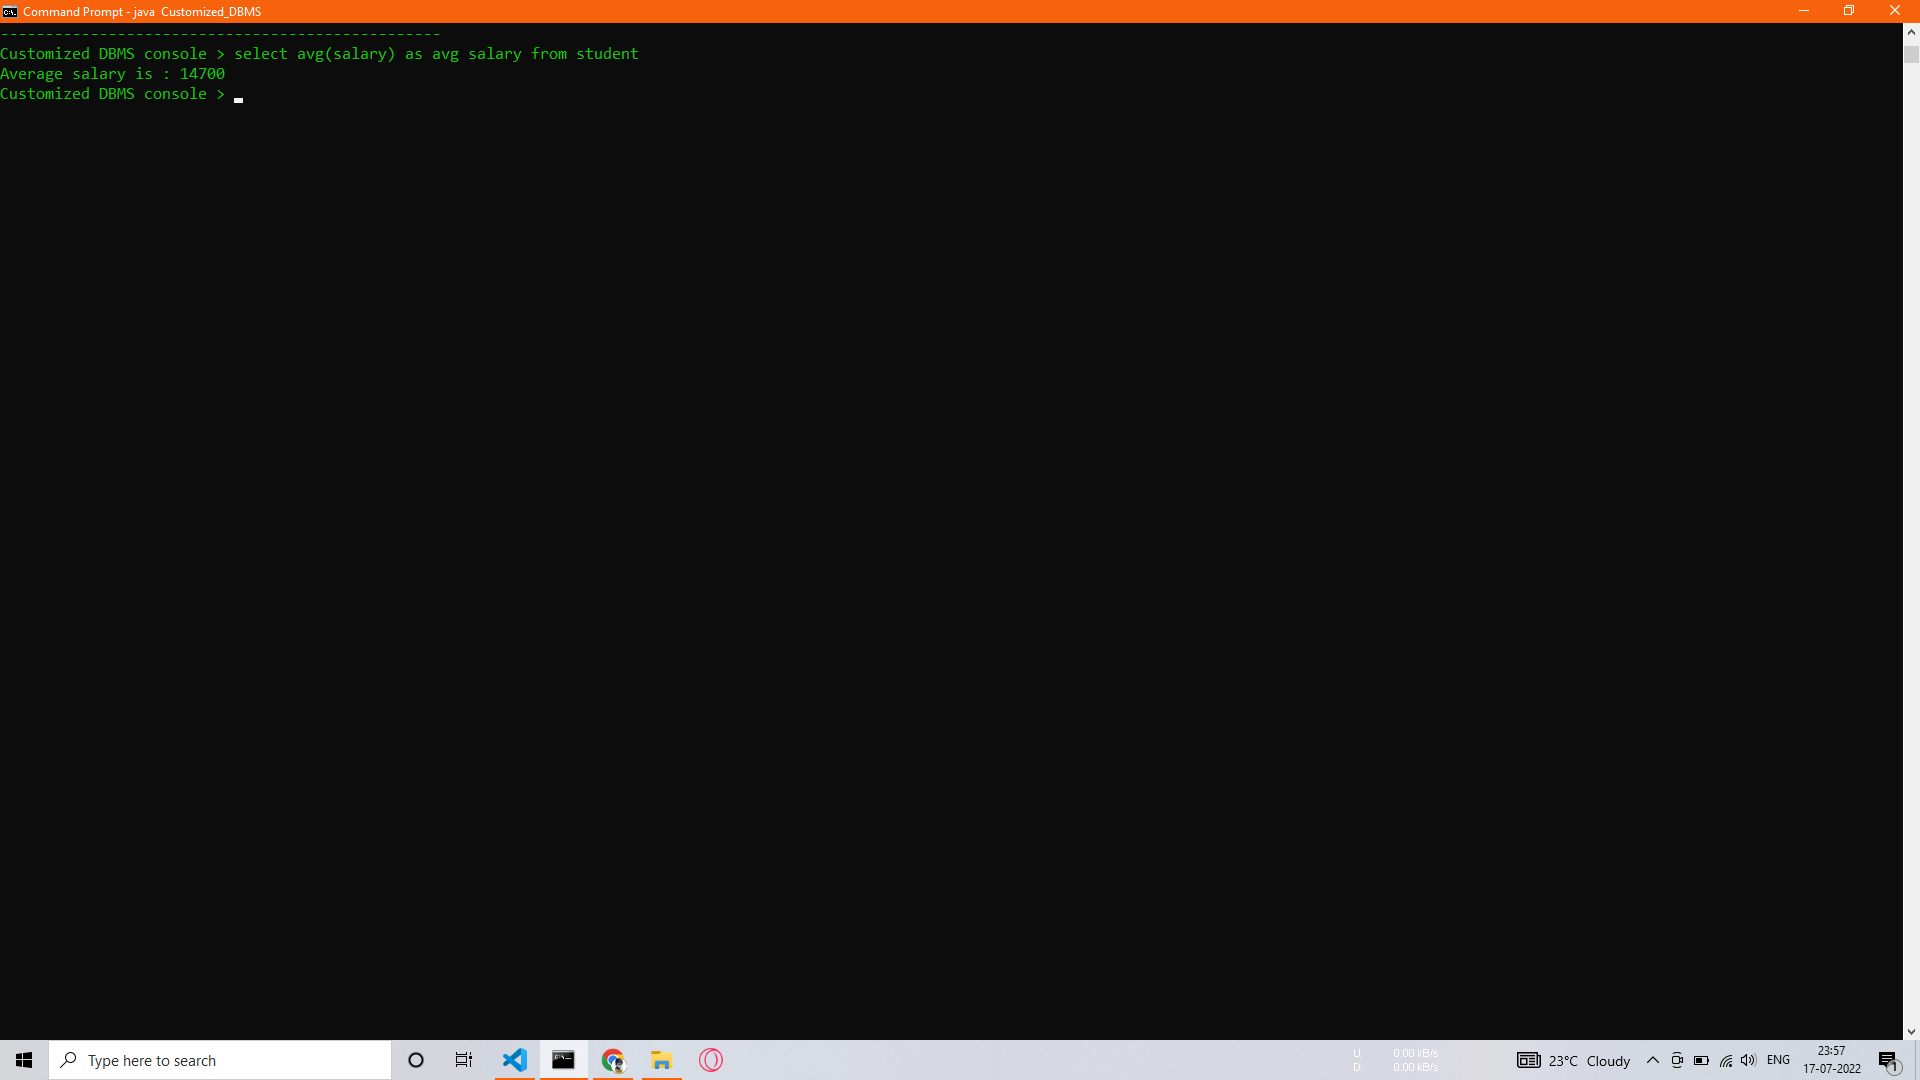 Command Prompt - java  Customized_DBMS
-------------------------------------------------
Customized DBMS console > select avg(salary) as avg salary from student
Average salary is : 14700
Customized DBMS console >
Type here to search
U: 0.00 kB/s
D: 0.00 kB/s
23°C Cloudy
ENG
23:57
17-07-2022
1